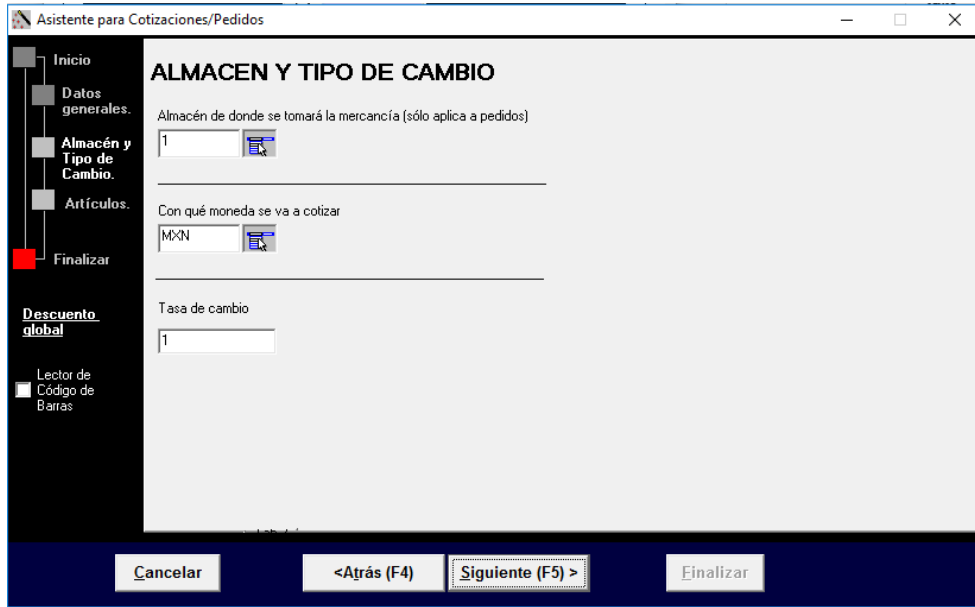 Asistente para Cotizaciones/Pedidos
Inicio
Datos
generales.
Almacén y
Tipo de
Cambio.
Artículos.
Finalizar
Descuento
global
Lector de
Código de
Barras
ALMACEN Y TIPO DE CAMBIO
Almacén de donde se tomará la mercancía (sólo aplica a pedidos)
1
Con qué moneda se va a cotizar
MXN
Tasa de cambio
1
Cancelar
<Atrás (F4)
Siguiente (F5) >
Finalizar